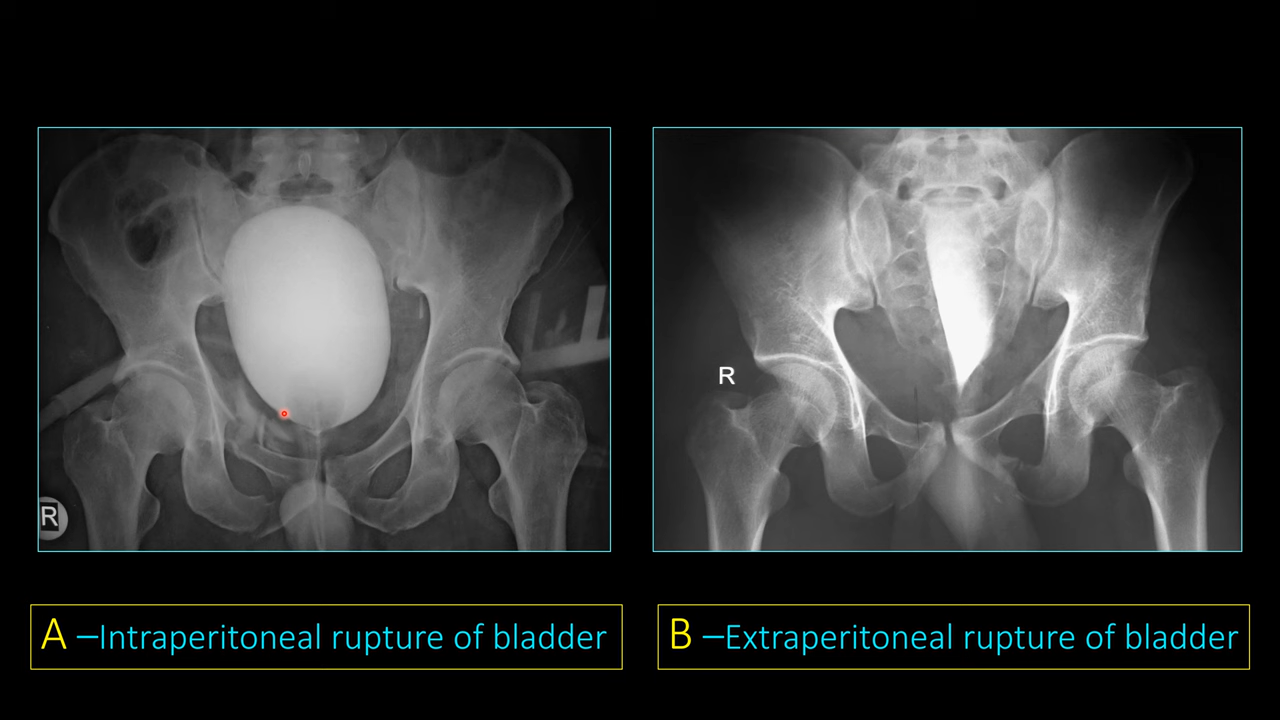 R
R
A –Intraperitoneal rupture of bladder
B –Extraperitoneal rupture of bladder